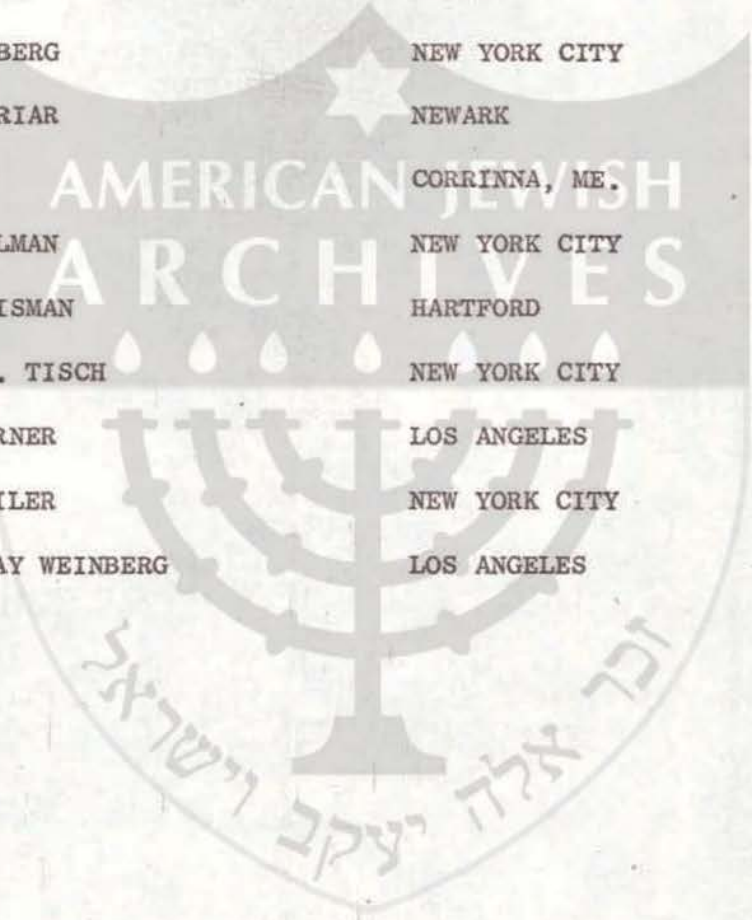 BERG NEW YORK CITY
RIAR NEWARK
CORRINNA, ME.
AMERICAN JEWISH
LMAN NEW YORK CITY
ARCHIVES
ISMAN HARTFORD
. TISCH NEW YORK CITY
RNER LOS ANGELES
ILER NEW YORK CITY
AY WEINBERG LOS ANGELES
זכר אלה יעקב וישראל